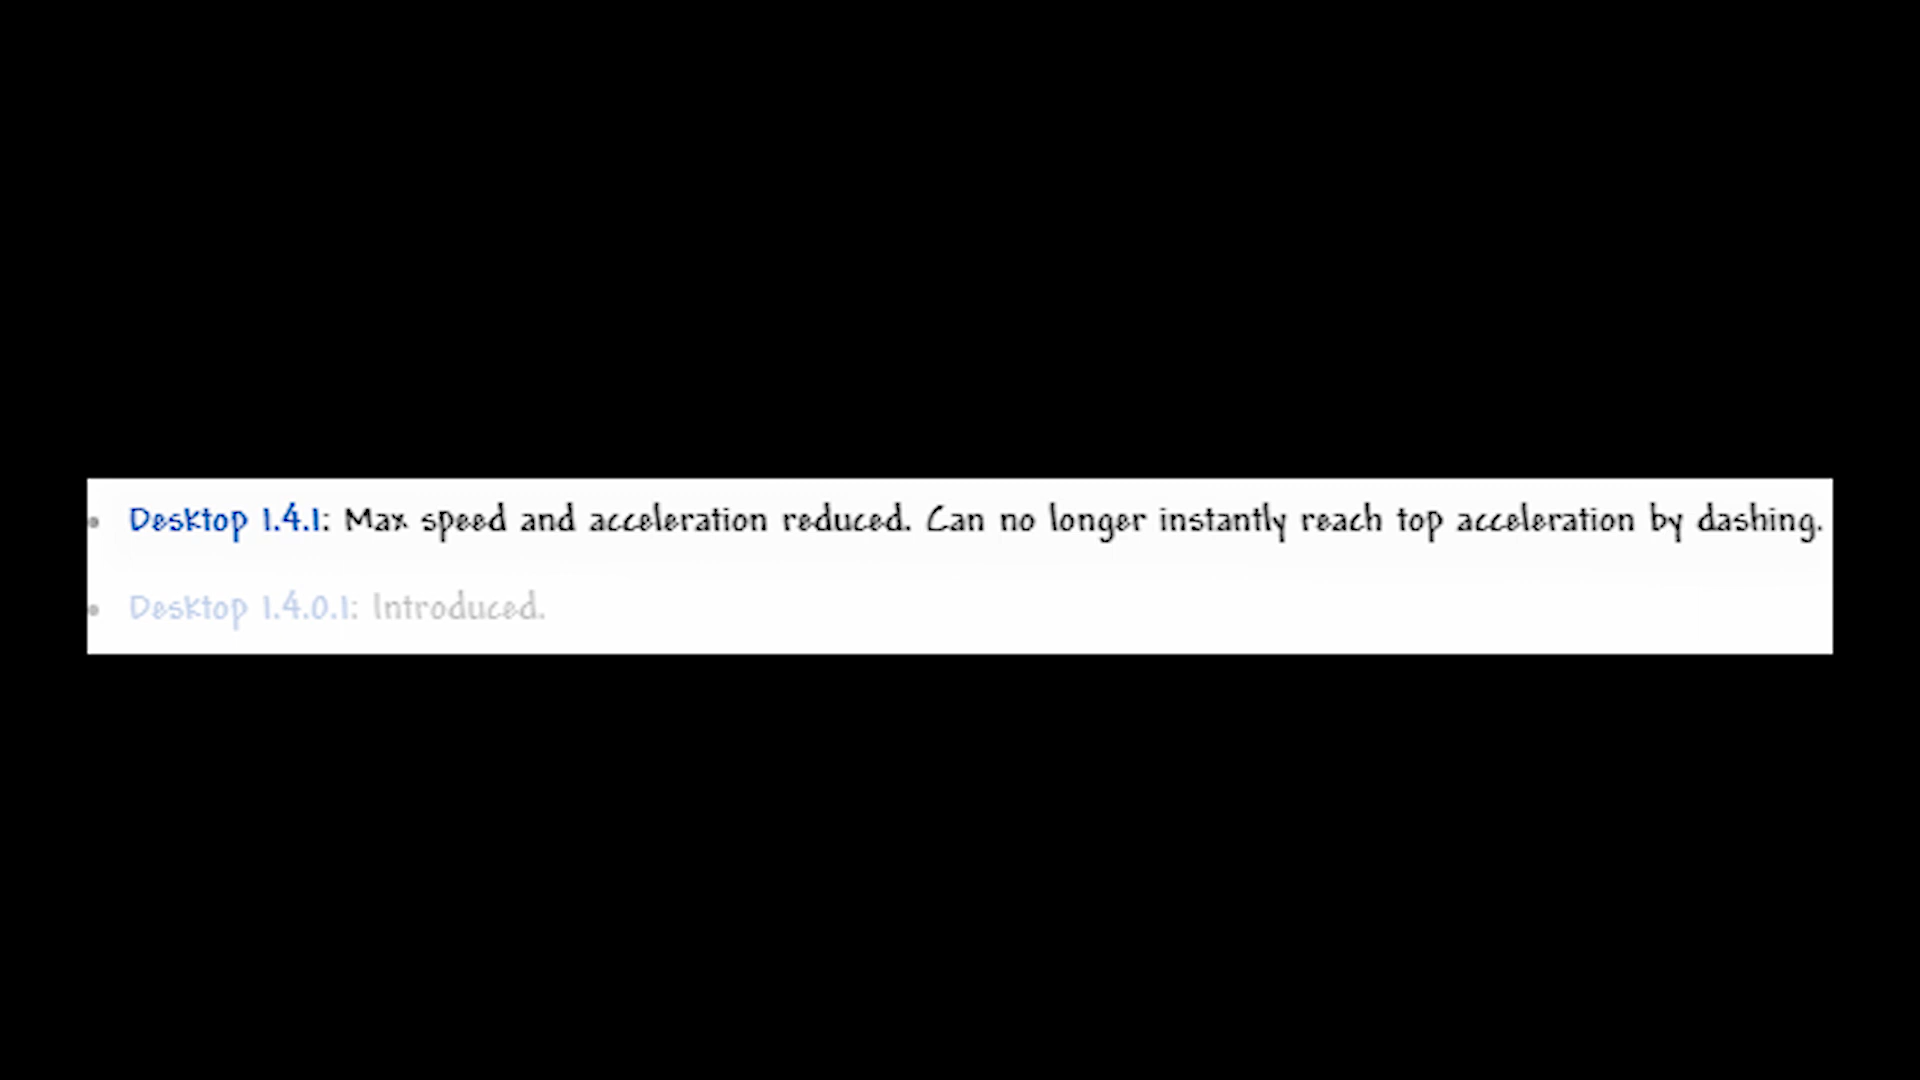 • Desktop 1.4.1: Max speed and acceleration reduced. Can no longer instantly reach top acceleration by dashing.
• Desktop 1.4.0.1: Introduced.